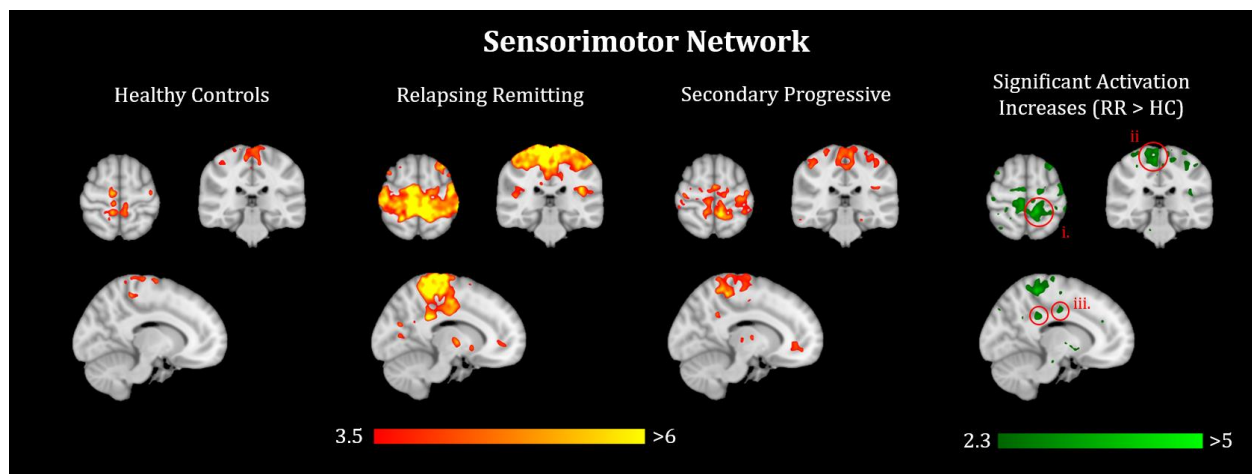 Sensorimotor Network
Healthy Controls
Relapsing Remitting
Secondary Progressive
Significant Activation
Increases (RR > HC)
ii
i.
iii.
3.5
>6
2.3
>5